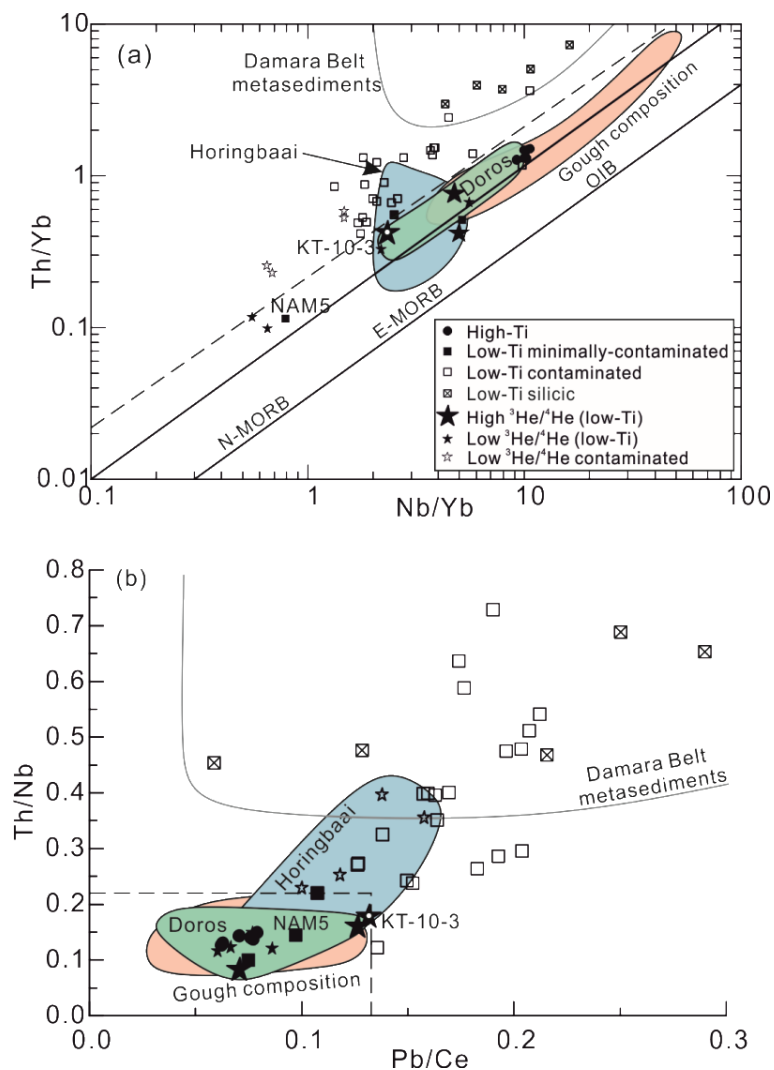 (a)
Damara Belt
metasediments
Horingbaai
Doros
Gough composition
OIB
KT-10-3
NAM5
E-MORB
N-MORB
High-Ti
Low-Ti minimally-contaminated
Low-Ti contaminated
Low-Ti silicic
High ³He/⁴He (low-Ti)
Low ³He/⁴He (low-Ti)
Low ³He/⁴He contaminated
10
1
0.1
0.01
Th/Yb
0.1
1
10
100
Nb/Yb
(b)
0.8
0.7
0.6
0.5
0.4
0.3
0.2
0.1
0.0
Th/Nb
Damara Belt
metasediments
Horingbaai
Doros
NAM5
KT-10-3
Gough composition
0.0
0.1
0.2
0.3
Pb/Ce